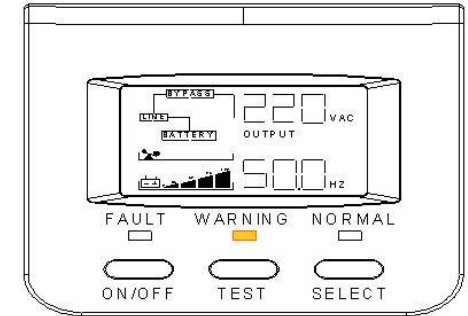 BYPASS
220 VAC
LINE
BATTERY
OUTPUT
50.0 HZ
FAULT WARNING NORMAL
ON/OFF TEST SELECT